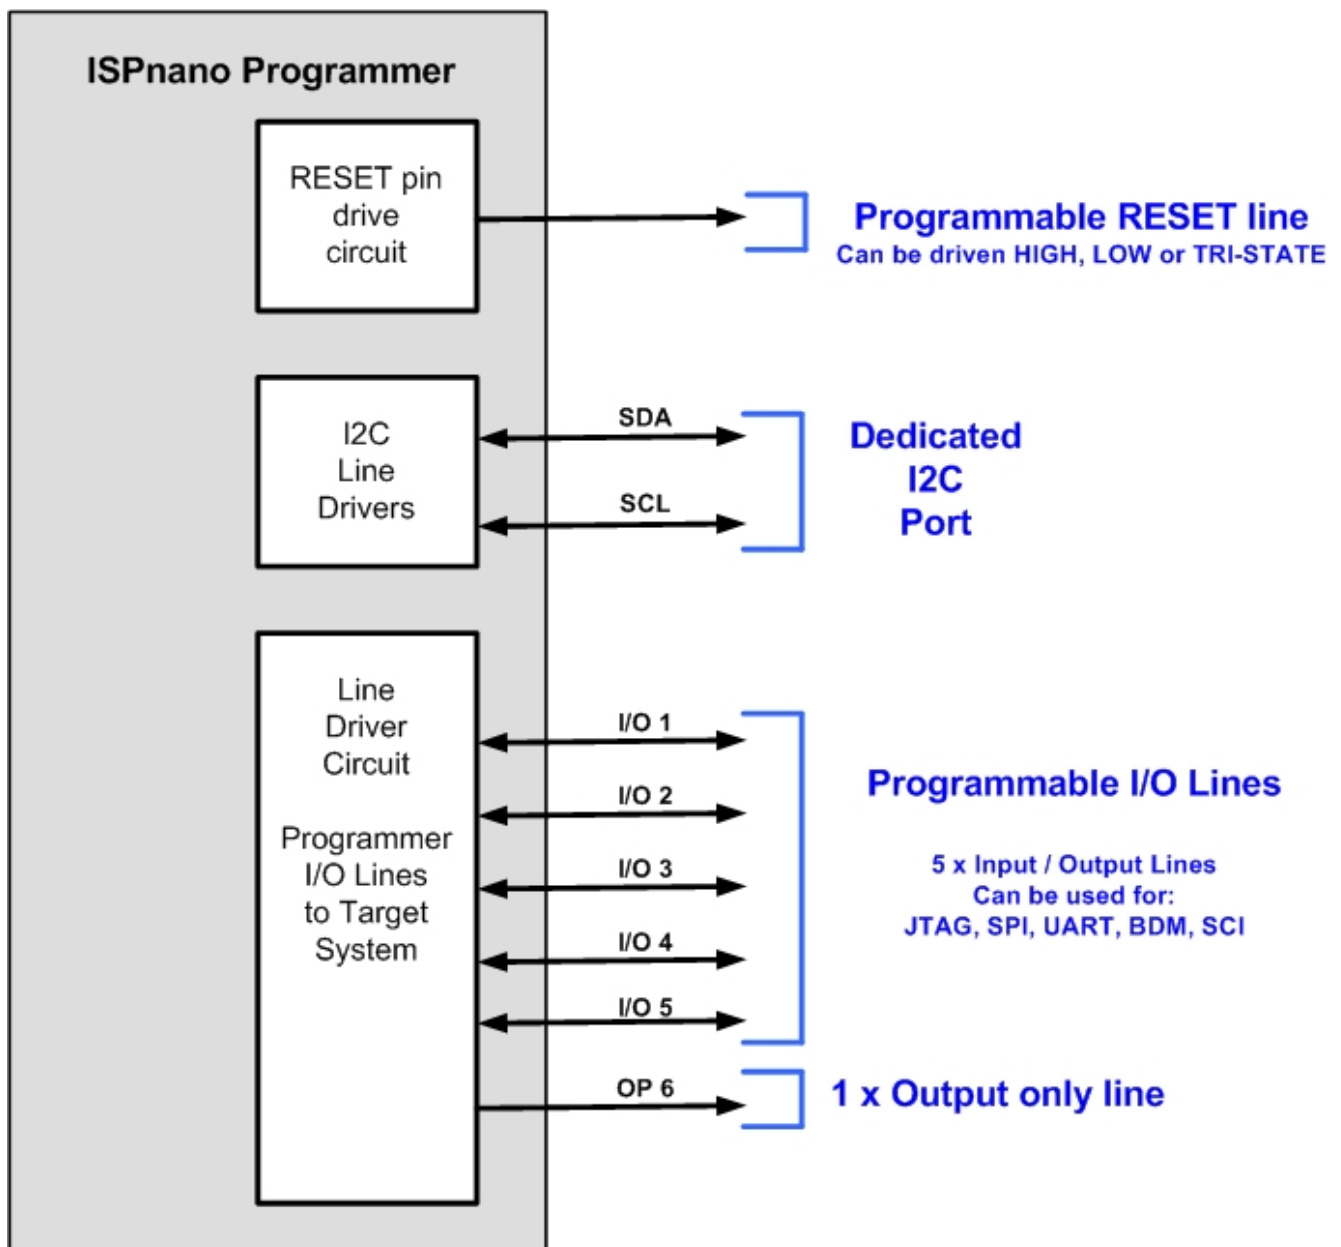 ISPnano Programmer
RESET pin
drive
circuit
Programmable RESET line
Can be driven HIGH, LOW or TRI-STATE
I2C
Line
Drivers
SDA
SCL
Dedicated
I2C
Port
Line
Driver
Circuit
Programmer
I/O Lines
to Target
System
I/O 1
I/O 2
I/O 3
I/O 4
I/O 5
OP 6
Programmable I/O Lines
5 x Input / Output Lines
Can be used for:
JTAG, SPI, UART, BDM, SCI
1 x Output only line